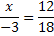 x/-3 = 12/18